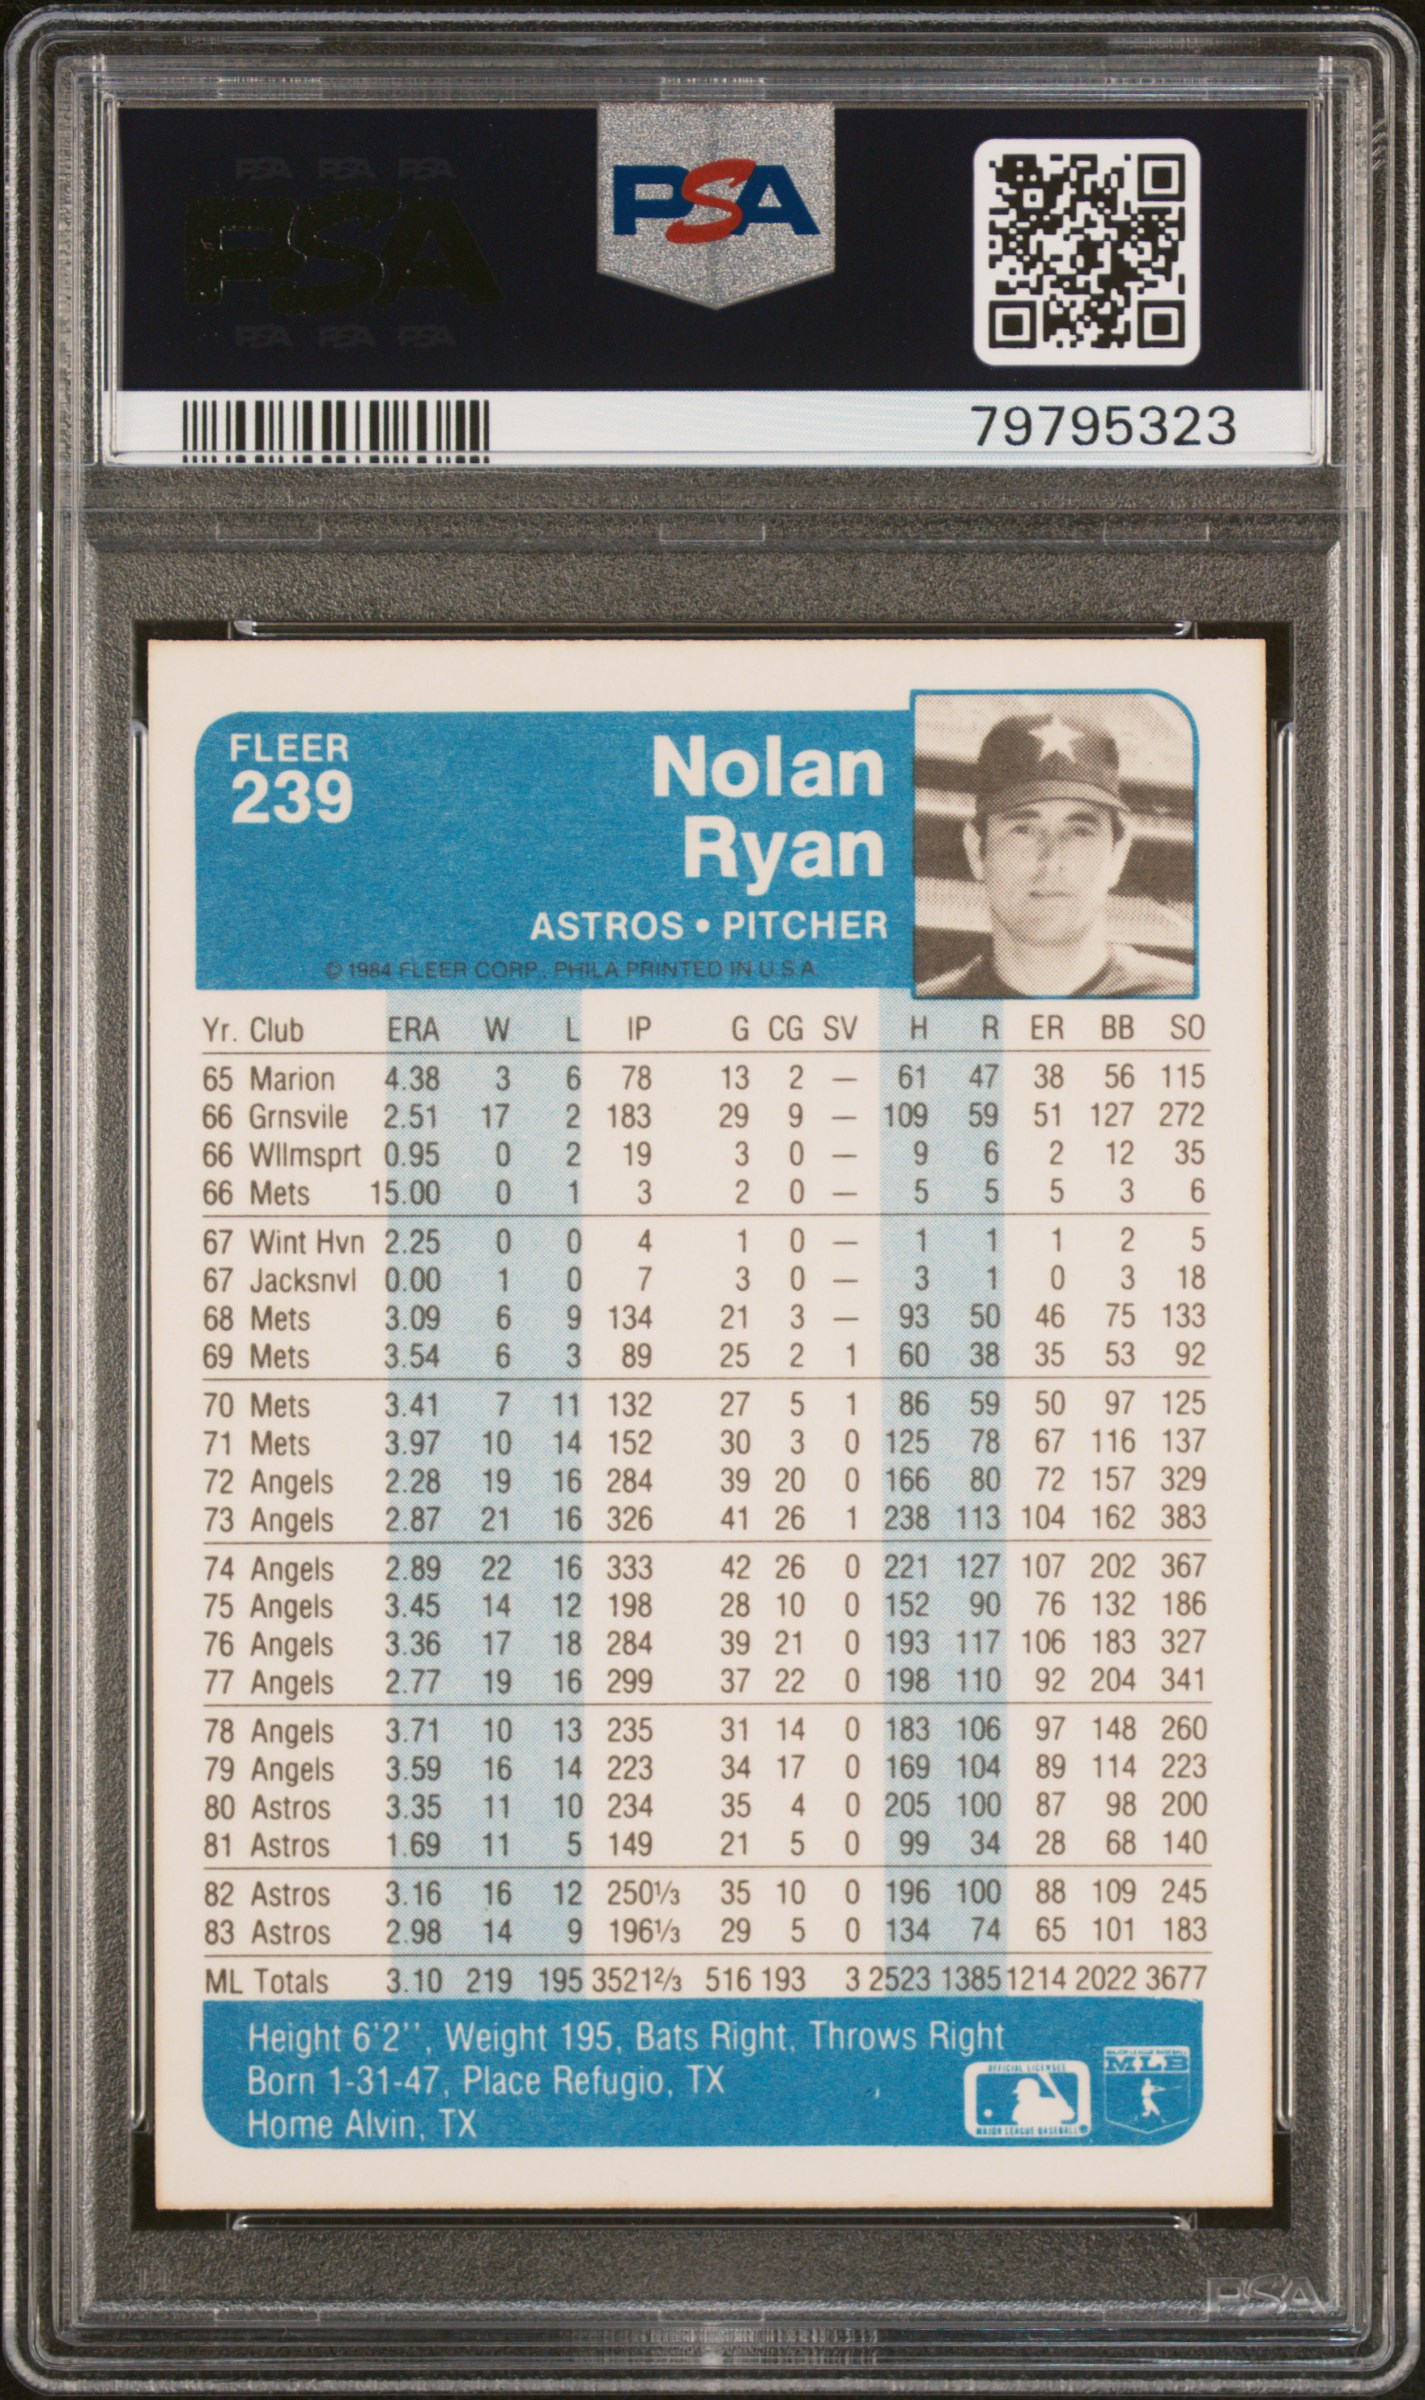 PSA PSA PSA
PSA
PSA PSA PSA
PSA
79795323
FLEER
239
Nolan
Ryan
ASTROS • PITCHER
© 1984 FLEER CORP., PHILA PRINTED IN U.S.A.
Yr. Club ERA W L IP G CG SV H R ER BB SO
65 Marion 4.38 3 6 78 13 2 — 61 47 38 56 115
66 Grnsvile 2.51 17 2 183 29 9 — 109 59 51 127 272
66 Wllmsprt 0.95 0 2 19 3 0 — 9 6 2 12 35
66 Mets 15.00 0 1 3 2 0 — 5 5 5 3 6
67 Wint Hvn 2.25 0 0 4 1 0 — 1 1 1 2 5
67 Jacksnvl 0.00 1 0 7 3 0 — 3 1 0 3 18
68 Mets 3.09 6 9 134 21 3 — 93 50 46 75 133
69 Mets 3.54 6 3 89 25 2 1 60 38 35 53 92
70 Mets 3.41 7 11 132 27 5 1 86 59 50 97 125
71 Mets 3.97 10 14 152 30 3 0 125 78 67 116 137
72 Angels 2.28 19 16 284 39 20 0 166 80 72 157 329
73 Angels 2.87 21 16 326 41 26 1 238 113 104 162 383
74 Angels 2.89 22 16 333 42 26 0 221 127 107 202 367
75 Angels 3.45 14 12 198 28 10 0 152 90 76 132 186
76 Angels 3.36 17 18 284 39 21 0 193 117 106 183 327
77 Angels 2.77 19 16 299 37 22 0 198 110 92 204 341
78 Angels 3.71 10 13 235 31 14 0 183 106 97 148 260
79 Angels 3.59 16 14 223 34 17 0 169 104 89 114 223
80 Astros 3.35 11 10 234 35 4 0 205 100 87 98 200
81 Astros 1.69 11 5 149 21 5 0 99 34 28 68 140
82 Astros 3.16 16 12 250⅓ 35 10 0 196 100 88 109 245
83 Astros 2.98 14 9 196⅓ 29 5 0 134 74 65 101 183
ML Totals 3.10 219 195 3521⅔ 516 193 3 2523 1385 1214 2022 3677
Height 6'2'', Weight 195, Bats Right, Throws Right
Born 1-31-47, Place Refugio, TX
Home Alvin, TX
OFFICIAL LICENSEE
MAJOR LEAGUE BASEBALL
MAJOR LEAGUE BASEBALL
MLB
PSA